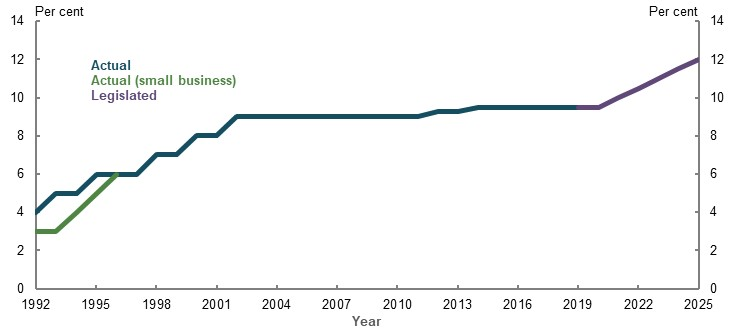 Per cent Per cent
14 14
Actual
12 12
Actual (small business)
Legislated
10 10
8 8
6 6
4 4
2 2
0 0
1992 1995 1998 2001 2004 2007 2010 2013 2016 2019 2022 2025
Year